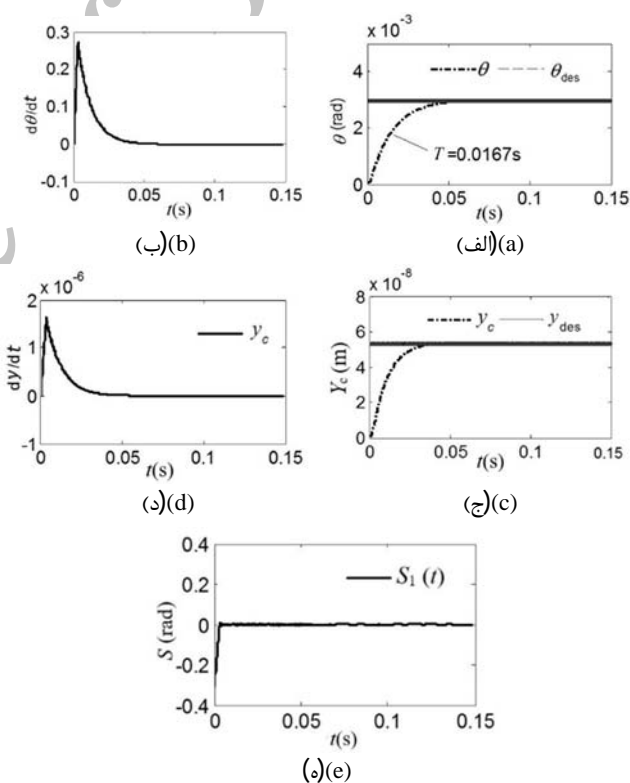 × 10⁻³
0.3
0.2
0.1
0
-0.1
dθ/dt
0 0.05 0.1 0.15
t(s)
(ب)(b)
4
2
0
θ (rad)
θ θdes
T =0.0167s
0 0.05 0.1 0.15
t(s)
(الف)(a)
× 10⁻⁶
2
1
0
-1
dy/dt
y_c
0 0.05 0.1 0.15
t(s)
(د)(d)
× 10⁻⁸
8
6
4
2
0
Y_c (m)
y_c y_des
0 0.05 0.1 0.15
t(s)
(ج)(c)
0.4
0.2
0
-0.2
-0.4
S (rad)
S₁ (t)
0 0.05 0.1 0.15
t(s)
(ه)(e)